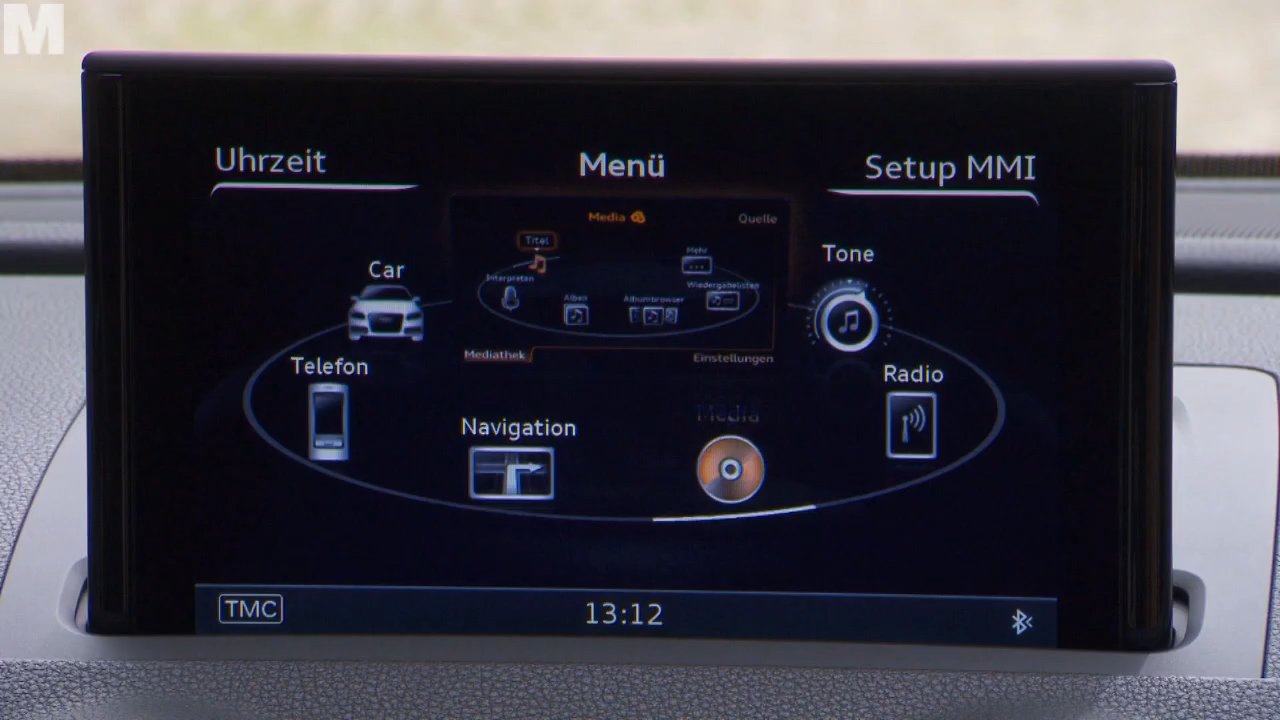 M
Uhrzeit
Menü
Setup MMI
Media
Quelle
Titel
Mehr
Interpreten
Wiedergabelisten
Alben
Albumbrowser
Mediathek
Einstellungen
Car
Tone
Telefon
Radio
Navigation
Media
TMC
13:12